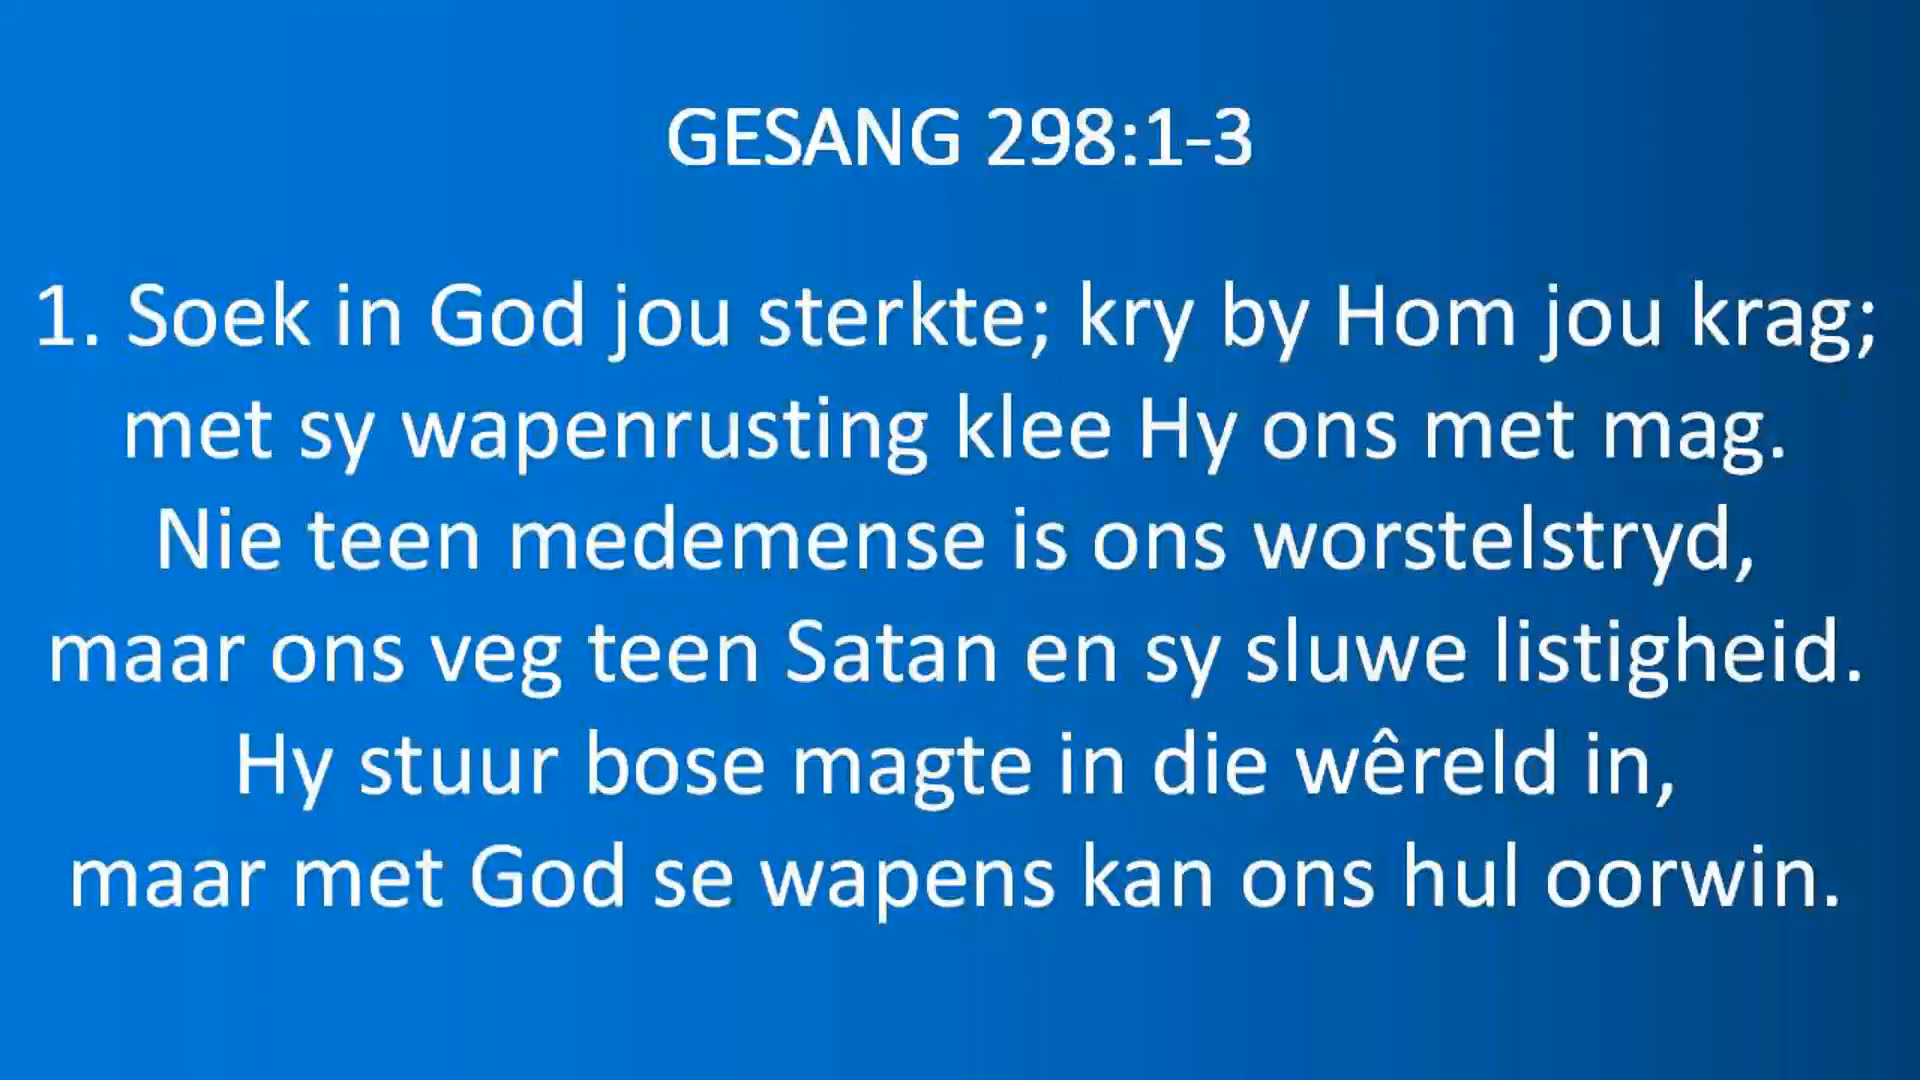 GESANG 298:1-3
1. Soek in God jou sterkte; kry by Hom jou krag;
met sy wapenrusting klee Hy ons met mag.
Nie teen medemense is ons worstelstryd,
maar ons veg teen Satan en sy sluwe listigheid.
Hy stuur bose magte in die wêreld in,
maar met God se wapens kan ons hul oorwin.